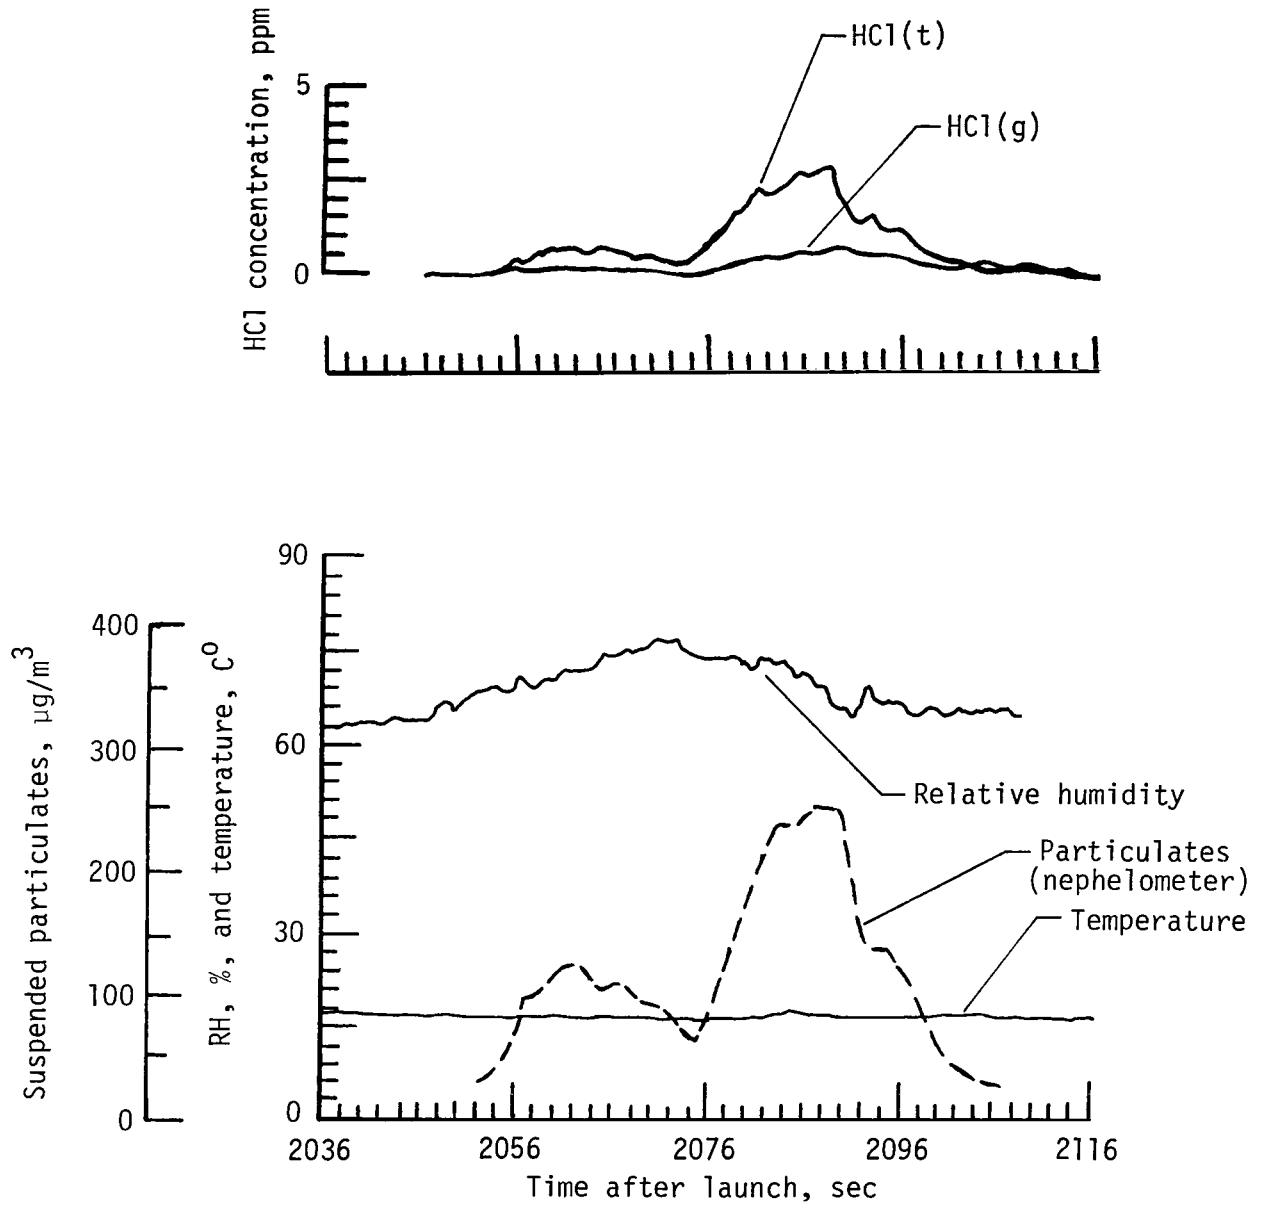 HCl concentration, ppm
5
0
HCl(t)
HCl(g)
Suspended particulates, µg/m3
400
300
200
100
0
RH, %, and temperature, CO
90
60
30
0
Relative humidity
Particulates
(nephelometer)
Temperature
2036 2056 2076 2096 2116
Time after launch, sec